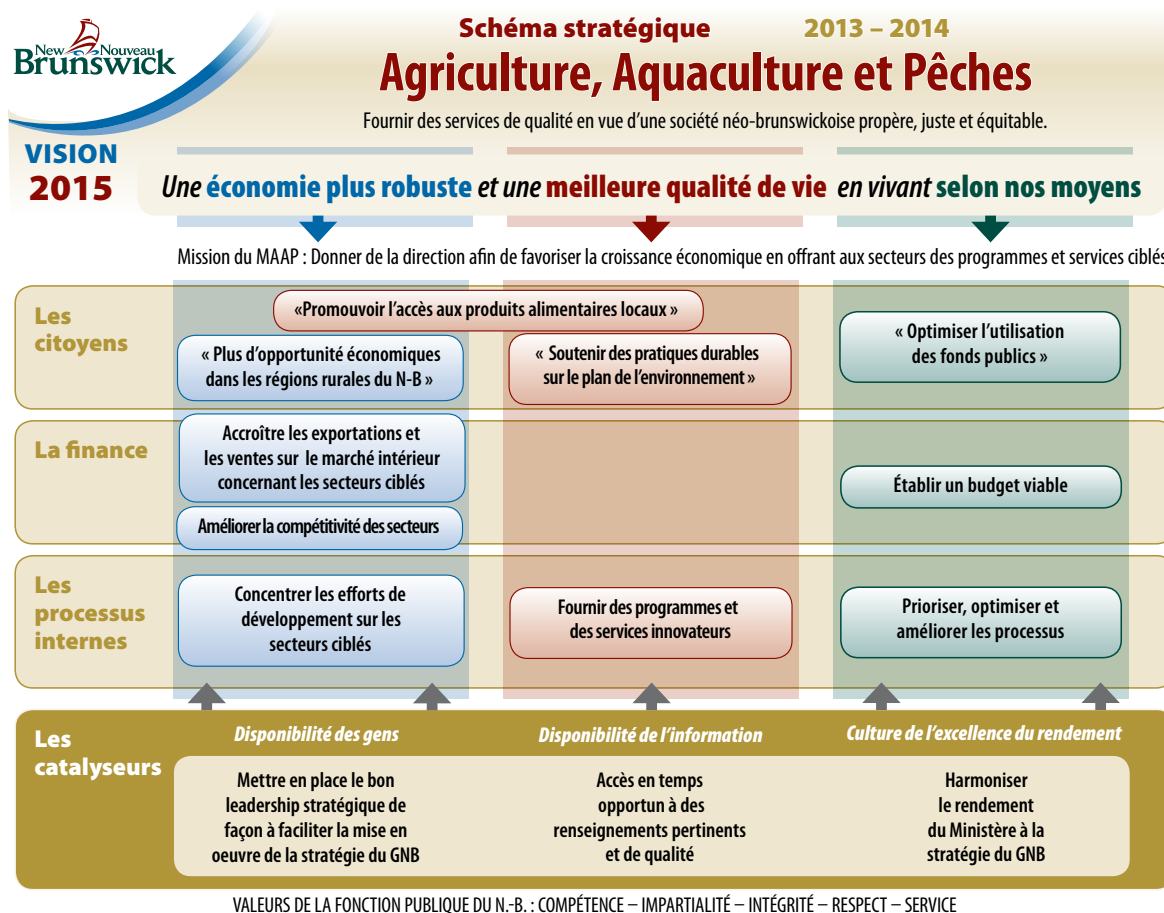 New Nouveau
Brunswick
Schéma stratégique 2013 – 2014
Agriculture, Aquaculture et Pêches
Fournir des services de qualité en vue d'une société néo-brunswickoise propère, juste et équitable.
VISION
2015
Une économie plus robuste et une meilleure qualité de vie en vivant selon nos moyens
Mission du MAAP : Donner de la direction afin de favoriser la croissance économique en offrant aux secteurs des programmes et services ciblés
Les
citoyens
«Promouvoir l'accès aux produits alimentaires locaux »
« Plus d'opportunité économiques
dans les régions rurales du N-B »
« Soutenir des pratiques durables
sur le plan de l'environnement »
« Optimiser l'utilisation
des fonds publics »
La finance
Accroître les exportations et
les ventes sur le marché intérieur
concernant les secteurs ciblés
Améliorer la compétitivité des secteurs
Établir un budget viable
Les
processus
internes
Concentrer les efforts de
développement sur les
secteurs ciblés
Fournir des programmes et
des services innovateurs
Prioriser, optimiser et
améliorer les processus
Les
catalyseurs
Disponibilité des gens
Mettre en place le bon
leadership stratégique de
façon à faciliter la mise en
oeuvre de la stratégie du GNB
Disponibilité de l'information
Accès en temps
opportun à des
renseignements pertinents
et de qualité
Culture de l'excellence du rendement
Harmoniser
le rendement
du Ministère à la
stratégie du GNB
VALEURS DE LA FONCTION PUBLIQUE DU N.-B. : COMPÉTENCE – IMPARTIALITÉ – INTÉGRITÉ – RESPECT – SERVICE